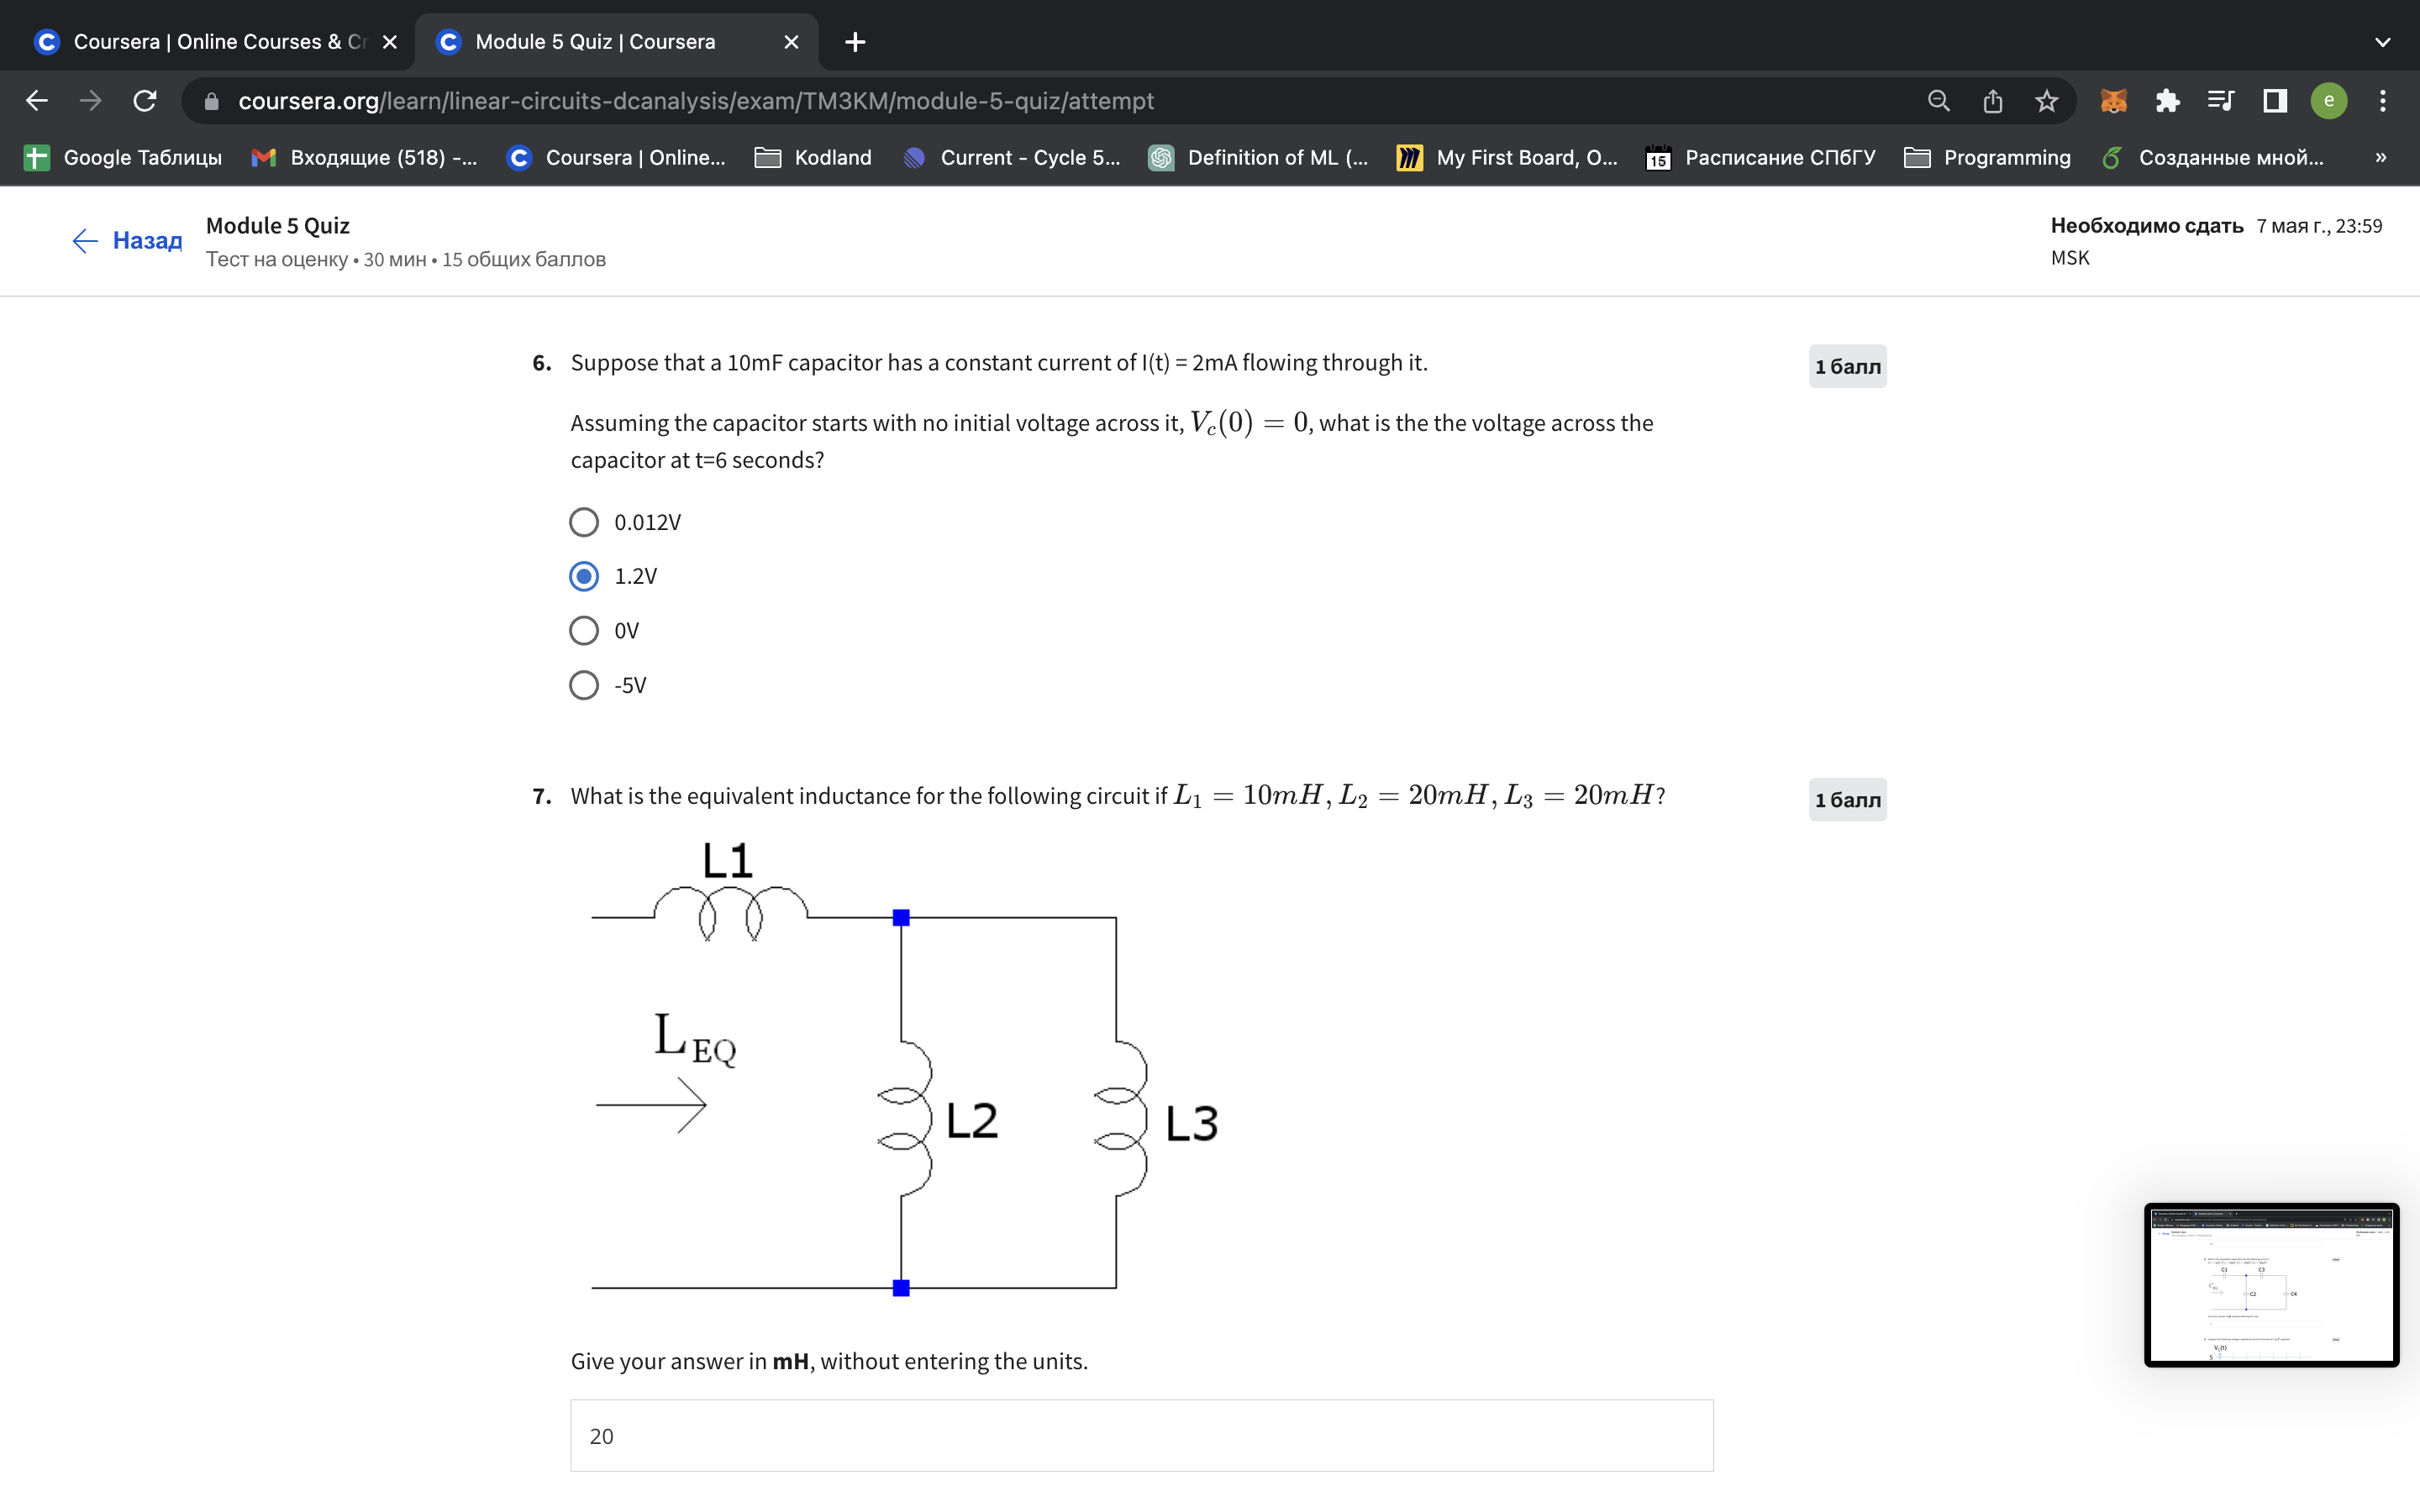 Coursera | Online Courses & Cr
Module 5 Quiz | Coursera
coursera.org/learn/linear-circuits-dcanalysis/exam/TM3KM/module-5-quiz/attempt
e
Google Таблицы
Входящие (518) -...
Coursera | Online...
Kodland
Current - Cycle 5...
Definition of ML (...
My First Board, O...
15
Расписание СПбГУ
Programming
Созданные мной...
»
Назад
Module 5 Quiz
Тест на оценку • 30 мин • 15 общих баллов
Необходимо сдать 7 мая г., 23:59
MSK
6. Suppose that a 10mF capacitor has a constant current of I(t) = 2mA flowing through it.
1 балл
Assuming the capacitor starts with no initial voltage across it, V_c(0) = 0, what is the the voltage across the
capacitor at t=6 seconds?
0.012V
1.2V
0V
-5V
7. What is the equivalent inductance for the following circuit if L_1 = 10mH, L_2 = 20mH, L_3 = 20mH?
1 балл
L1
L_EQ
L2
L3
Give your answer in mH, without entering the units.
20
C1
C3
C2
C4